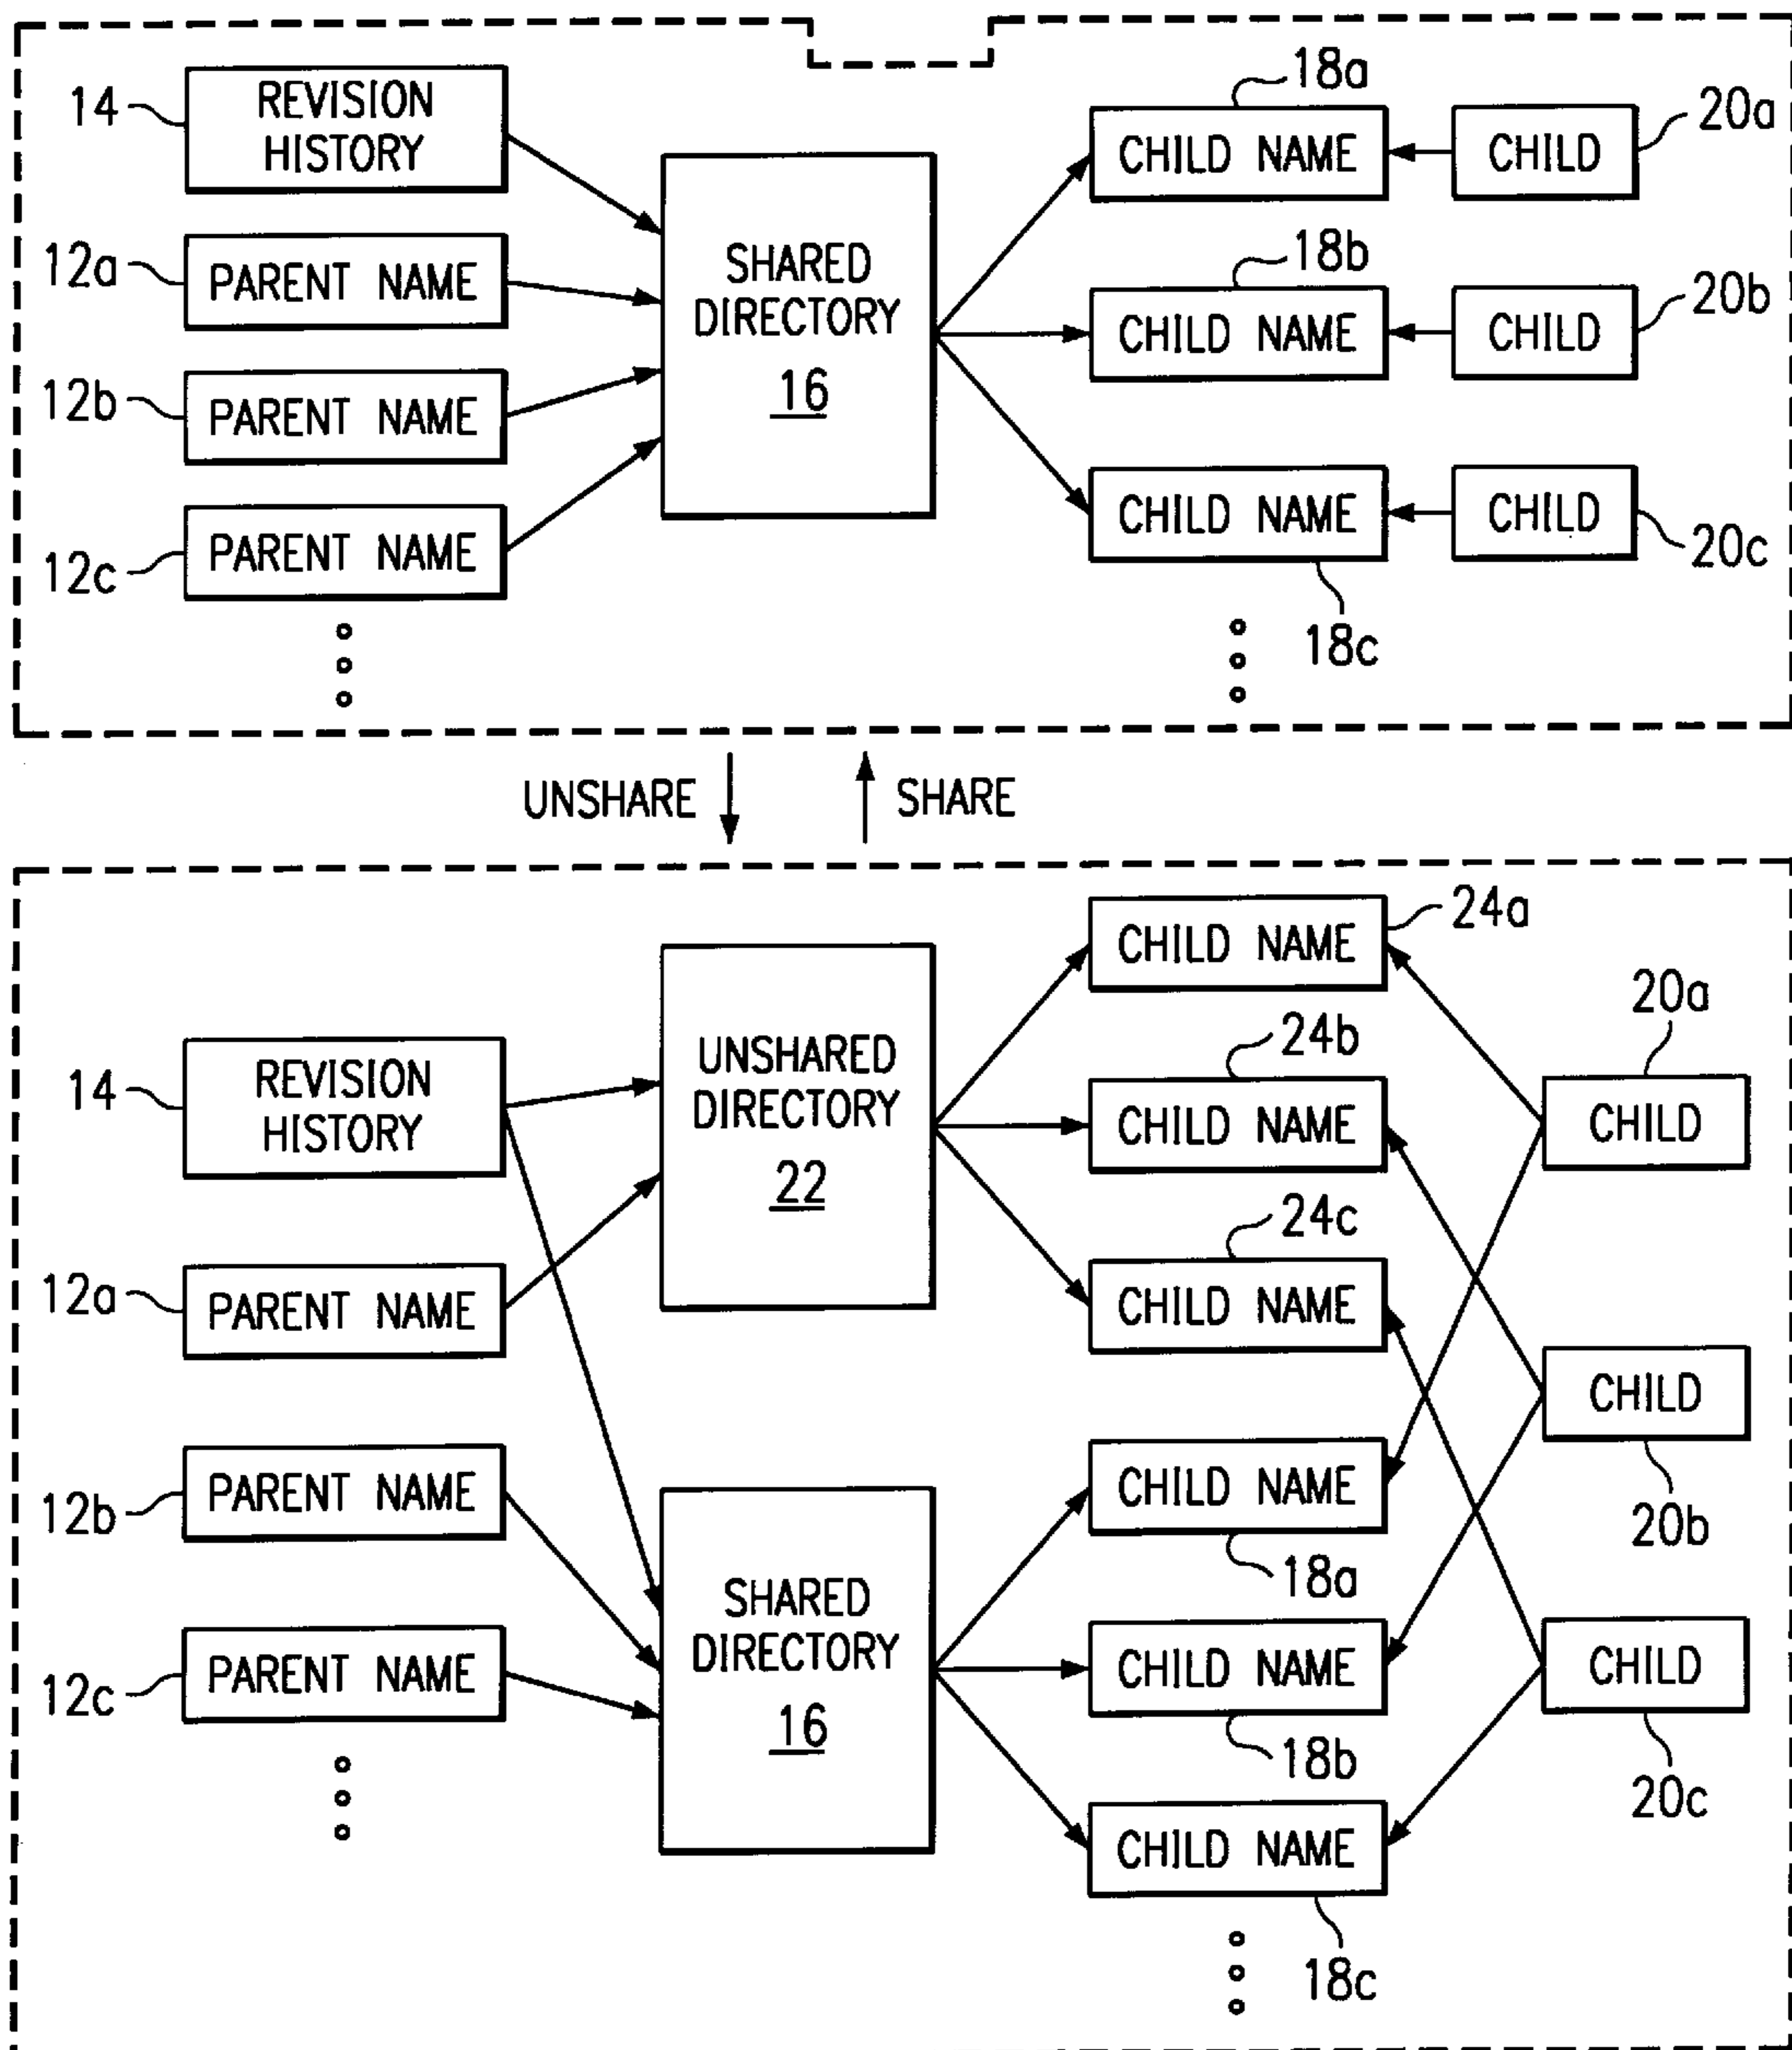 18a
14
REVISION
HISTORY
CHILD NAME
CHILD
20a
12a
PARENT NAME
SHARED
DIRECTORY
16
18b
CHILD NAME
CHILD
20b
12b
PARENT NAME
12c
PARENT NAME
CHILD NAME
CHILD
20c
18c
UNSHARE
SHARE
CHILD NAME
24a
20a
24b
14
REVISION
HISTORY
UNSHARED
DIRECTORY
22
CHILD NAME
CHILD
24c
12a
PARENT NAME
CHILD NAME
CHILD
20b
12b
PARENT NAME
CHILD NAME
18a
SHARED
DIRECTORY
16
12c
PARENT NAME
CHILD NAME
CHILD
18b
20c
CHILD NAME
18c